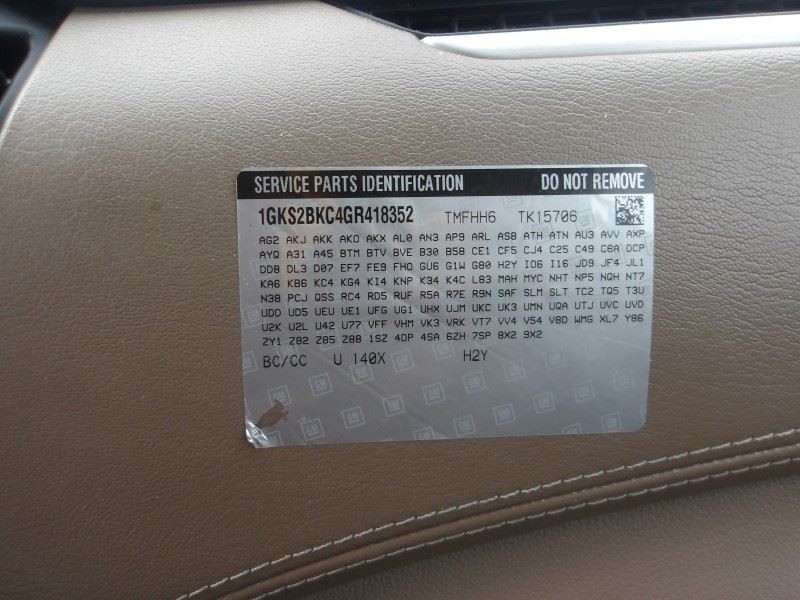 SERVICE PARTS IDENTIFICATION DO NOT REMOVE
1GKS2BKC4GR418352 TMFHH6 TK15706
AG2 AKJ AKK AKO AKX AL0 AN3 AP9 ARL AS8 ATH ATN AU3 AVV AXP
AYQ A31 A45 BTM BTV BVE B30 B58 CE1 CF5 CJ4 C25 C49 C6A DCP
DD8 DL3 D07 EF7 FE9 FHO GU6 G1W G80 H2Y IO6 I16 JD9 JF4 JL1
KA6 KB6 KC4 KG4 KI4 KNP K34 K4C L83 MAH MYC NHT NP5 NQH NT7
N38 PCJ QSS RC4 RD5 RUF R5A R7E R9N SAF SLM SLT TC2 TQ5 T3U
UDD UD5 UEU UE1 UFG UG1 UHX UJM UKC UK3 UMN UQA UTJ UVC UVD
U2K U2L U42 U77 VFF VHM VK3 VRK VT7 VV4 V54 V8D WMG XL7 Y86
ZY1 Z82 Z85 Z88 1SZ 4DP 4SA 6ZH 7SP 8X2 9X2
BC/CC U 140X H2Y